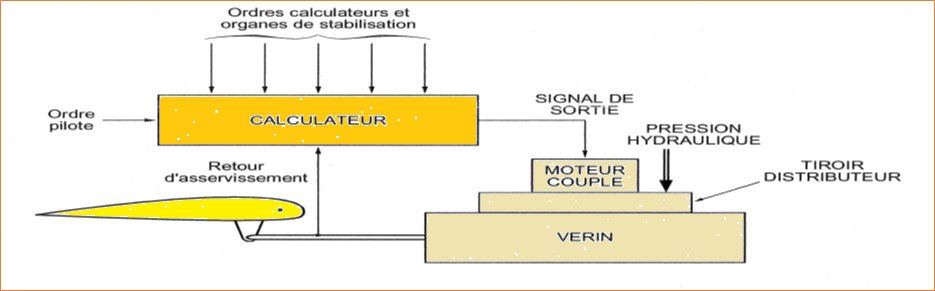 Ordres calculateurs et
organes de stabilisation
Ordre
pilote
CALCULATEUR
SIGNAL DE
SORTIE
PRESSION
HYDRAULIQUE
Retour
d'asservissement
MOTEUR
COUPLE
TIROIR
DISTRIBUTEUR
VERIN